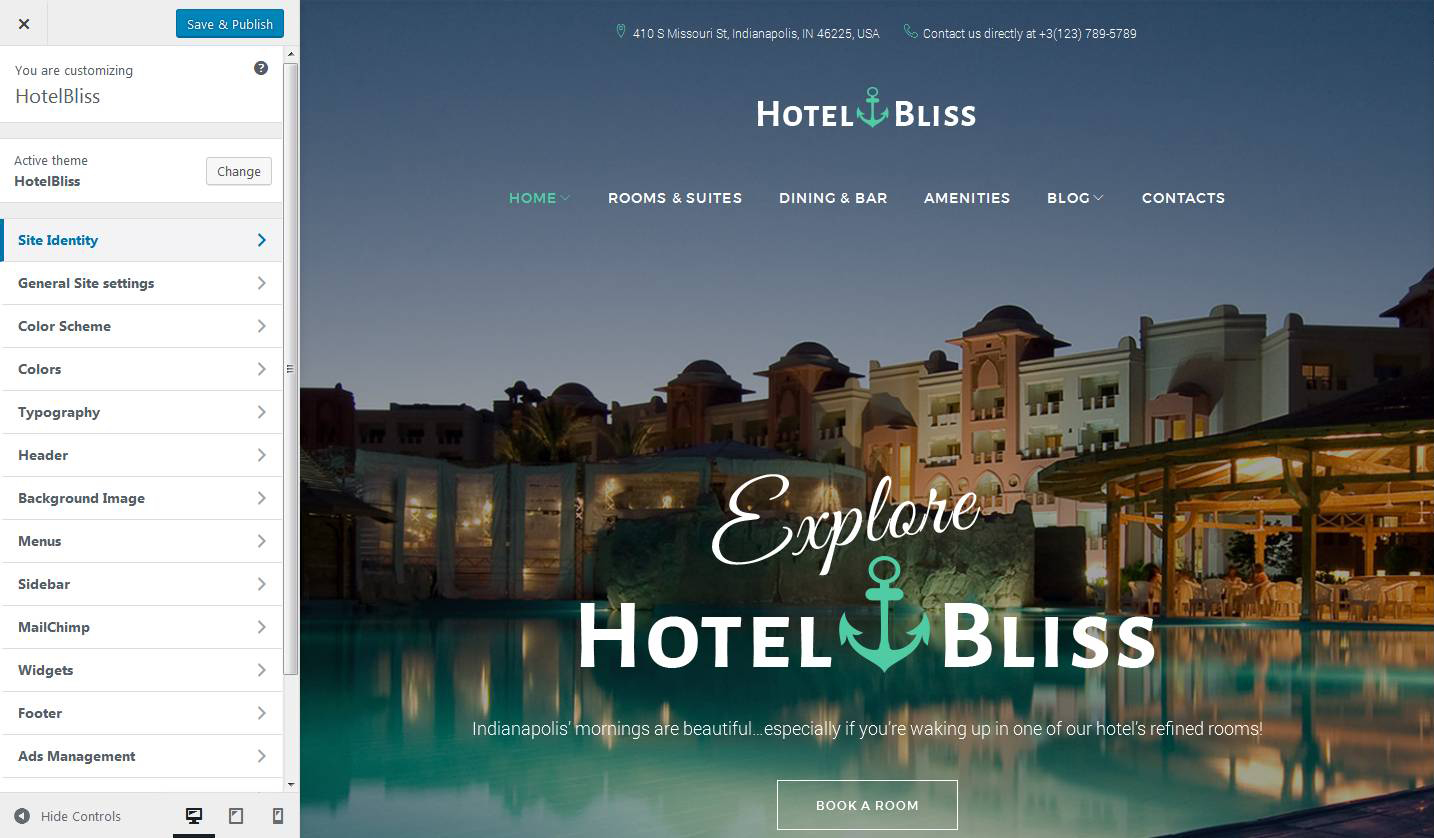 Save & Publish
You are customizing
HotelBliss
Active theme
HotelBliss
Change
Site Identity
General Site settings
Color Scheme
Colors
Typography
Header
Background Image
Menus
Sidebar
MailChimp
Widgets
Footer
Ads Management
Hide Controls
410 S Missouri St, Indianapolis, IN 46225, USA Contact us directly at +3(123) 789-5789
HOTEL BLISS
HOME ROOMS & SUITES DINING & BAR AMENITIES BLOG CONTACTS
Explore
HOTEL BLISS
Indianapolis’ mornings are beautiful...especially if you’re waking up in one of our hotel’s refined rooms!
BOOK A ROOM